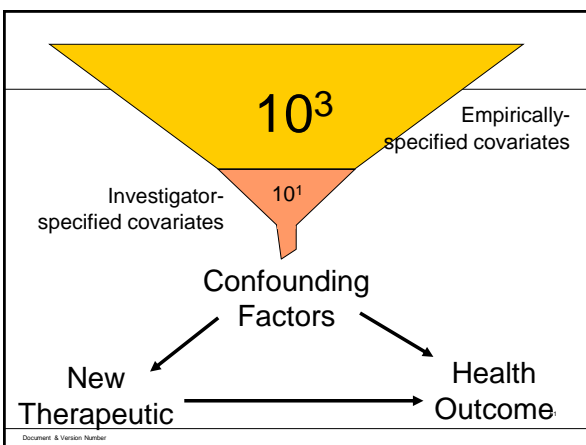 10³
Empirically-
specified covariates
Investigator-
specified covariates
10¹
Confounding
Factors
New
Therapeutic
Health
Outcome
Document & Version Number